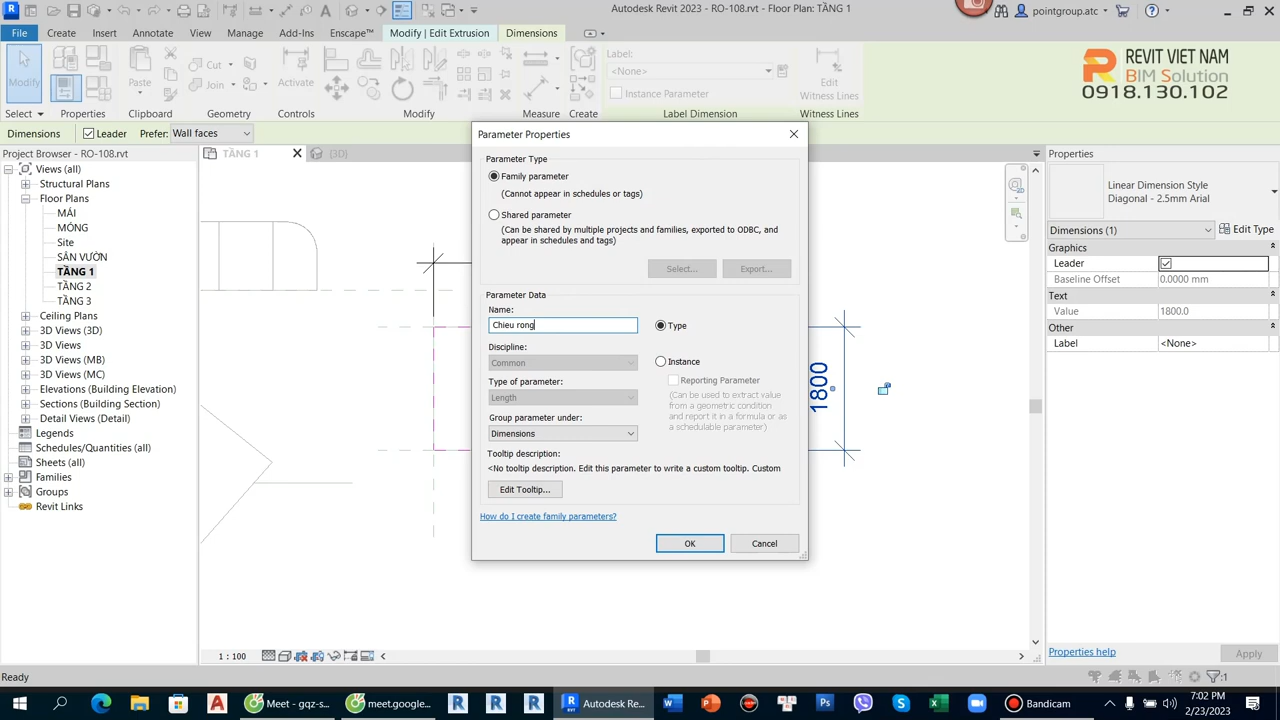 Autodesk Revit 2023 - RO-108.rvt - Floor Plan: TẦNG 1
pointgroup.atc
File Create Insert Annotate View Manage Add-Ins Enscape™ Modify | Edit Extrusion Dimensions
Modify
Paste
Cut
Join
Activate
Label:
<None>
Instance Parameter
Edit
Witness Lines
REVIT VIET NAM
BIM Solution
0918.130.102
Select Properties Clipboard Geometry Controls Modify Measure Create Label Dimension Witness Lines
Dimensions Leader Prefer: Wall faces
Project Browser - RO-108.rvt
Views (all)
Structural Plans
Floor Plans
MÁI
MÓNG
Site
SÂN VƯỜN
TẦNG 1
TẦNG 2
TẦNG 3
Ceiling Plans
3D Views (3D)
3D Views
3D Views (MB)
3D Views (MC)
Elevations (Building Elevation)
Sections (Building Section)
Detail Views (Detail)
Legends
Schedules/Quantities (all)
Sheets (all)
Families
Groups
Revit Links
TẦNG 1
{3D}
Parameter Properties
Parameter Type
Family parameter
(Cannot appear in schedules or tags)
Shared parameter
(Can be shared by multiple projects and families, exported to ODBC, and
appear in schedules and tags)
Select... Export...
Parameter Data
Name:
Chieu rong
Type
Discipline:
Common
Instance
Type of parameter:
Length
Reporting Parameter
(Can be used to extract value
from a geometric condition
and report it in a formula or as
a schedulable parameter)
Group parameter under:
Dimensions
Tooltip description:
<No tooltip description. Edit this parameter to write a custom tooltip. Custom
Edit Tooltip...
How do I create family parameters?
OK Cancel
1800
Properties
Linear Dimension Style
Diagonal - 2.5mm Arial
Dimensions (1) Edit Type
Graphics
Leader
Baseline Offset 0.0000 mm
Text
Value 1800.0
Other
Label <None>
Properties help Apply
1 : 100
Ready
:1
Meet - gqz-s...
meet.google...
Autodesk Re...
Bandicam
7:02 PM
2/23/2023